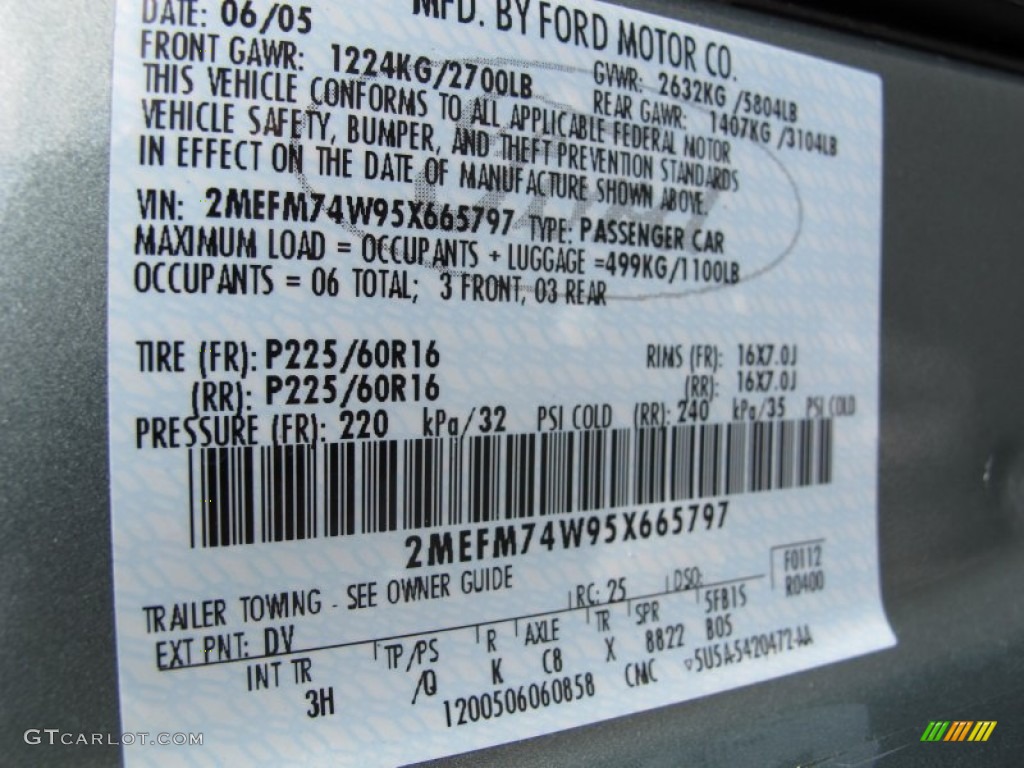 DATE: 06/05
MFD. BY FORD MOTOR CO.
FRONT GAWR: 1224KG/2700LB
GVWR: 2632KG /5804LB
REAR GAWR: 1407KG /3104LB
THIS VEHICLE CONFORMS TO ALL APPLICABLE FEDERAL MOTOR
VEHICLE SAFETY, BUMPER, AND THEFT PREVENTION STANDARDS
IN EFFECT ON THE DATE OF MANUFACTURE SHOWN ABOVE.
VIN: 2MEFM74W95X665797 TYPE: PASSENGER CAR
MAXIMUM LOAD = OCCUPANTS + LUGGAGE =499KG/1100LB
OCCUPANTS = 06 TOTAL; 3 FRONT, 03 REAR
TIRE (FR): P225/60R16 RIMS (FR): 16X7.0J
(RR): P225/60R16 (RR): 16X7.0J
PRESSURE (FR): 220 kPa/32 PSI COLD (RR): 240 kPa/35 PSI COLD
2MEFM74W95X665797
TRAILER TOWING - SEE OWNER GUIDE
F0112
R0400
EXT PNT: DV RC: 25 DSO:
INT TR TP/PS R AXLE TR SPR 5FB15
3H /Q K C8 X 8822 B05
1200506060858 CMC ▽5U5A-5420472-AA
GTCARLOT.COM